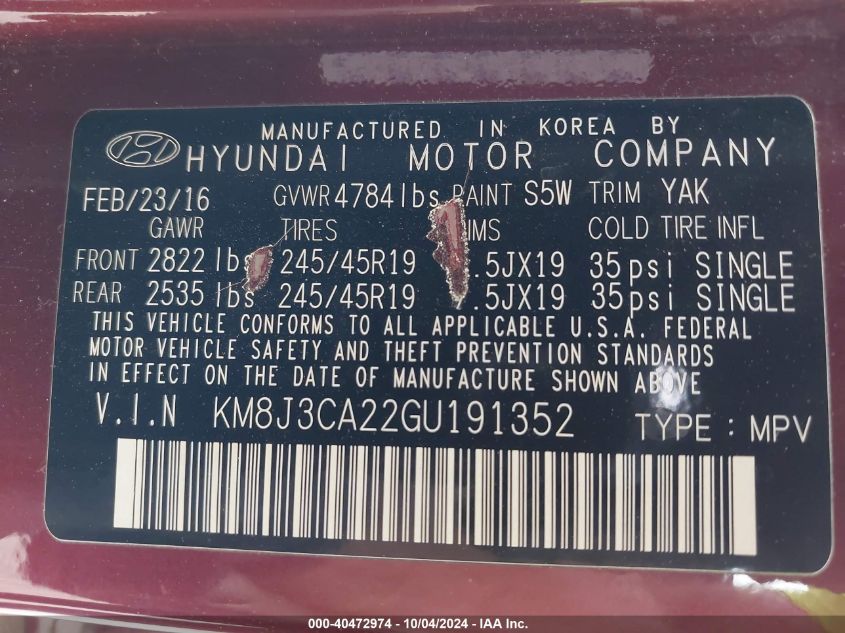 MANUFACTURED IN KOREA BY
HYUNDAI MOTOR COMPANY
FEB/23/16 GVWR 4784 lbs PAINT S5W TRIM YAK
GAWR TIRES COLD TIRE INFL
FRONT 2822 lbs 245/45R19 .5JX19 35psi SINGLE
REAR 2535 lbs 245/45R19 .5JX19 35psi SINGLE
THIS VEHICLE CONFORMS TO ALL APPLICABLE U.S.A. FEDERAL
MOTOR VEHICLE SAFETY AND THEFT PREVENTION STANDARDS
IN EFFECT ON THE DATE OF MANUFACTURE SHOWN ABOVE
V.I.N KM8J3CA22GU191352 TYPE : MPV
000-40472974 - 10/04/2024 - IAA Inc.